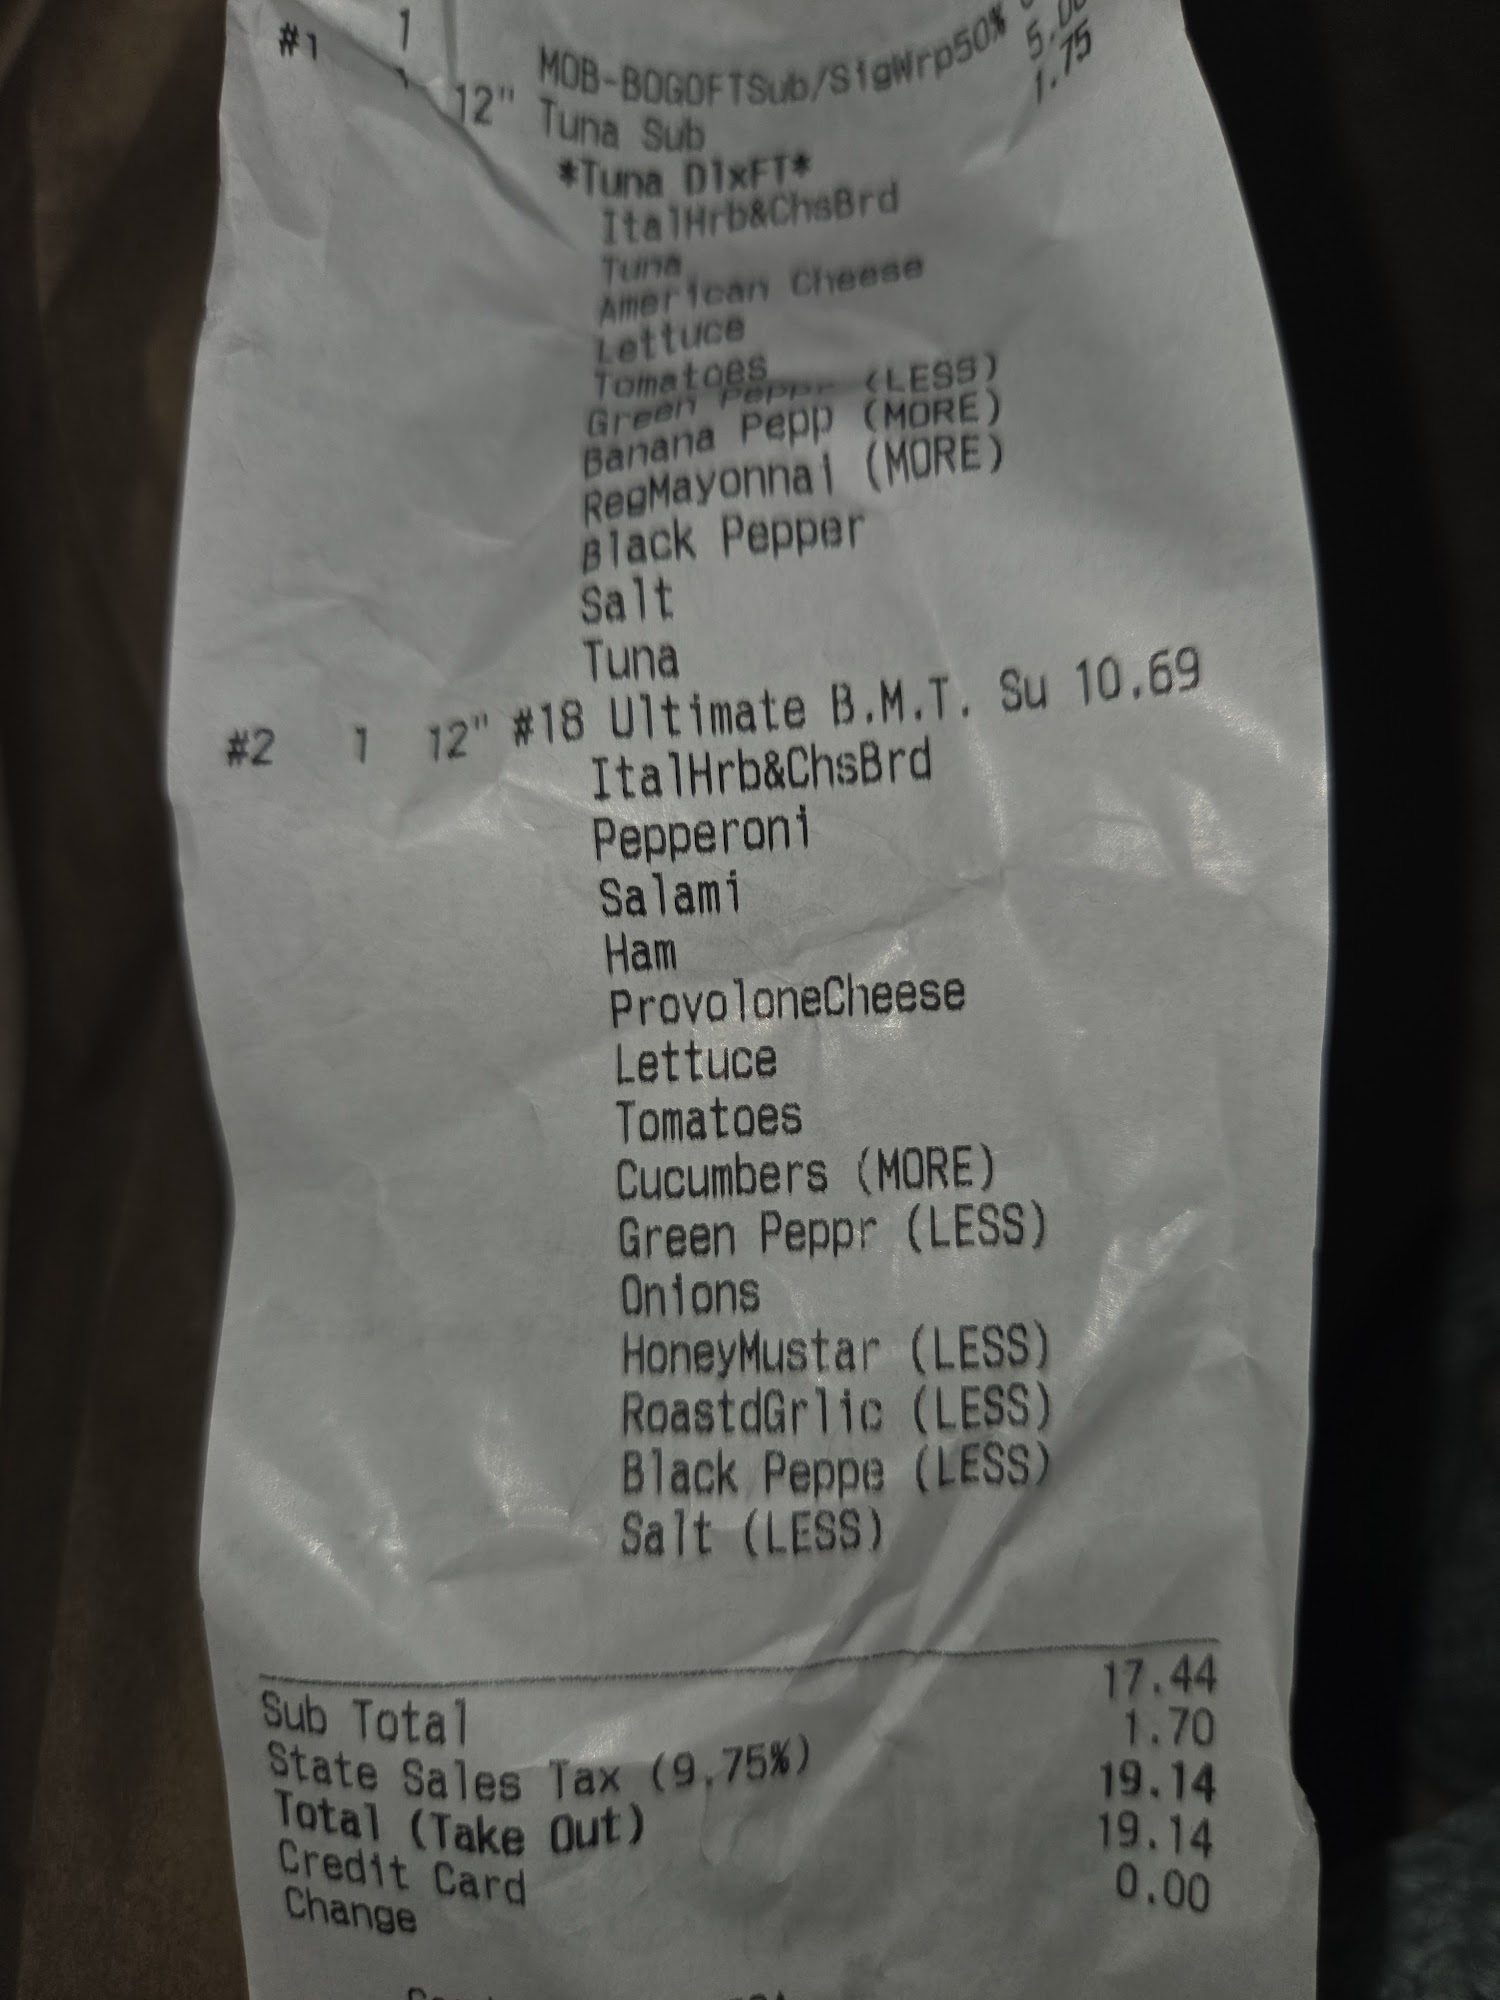 #1 1 MOB-BOGOFTSub/SigWrp50%
12" Tuna Sub 5.00
*Tuna DlxFT* 1.75
ItalHrb&ChsBrd
Tuna
American Cheese
Lettuce
Tomatoes
Green Peppr (LESS)
Banana Pepp (MORE)
RegMayonnai (MORE)
Black Pepper
Salt
Tuna
#2 1 12" #18 Ultimate B.M.T. Su 10.69
ItalHrb&ChsBrd
Pepperoni
Salami
Ham
ProvoloneCheese
Lettuce
Tomatoes
Cucumbers (MORE)
Green Peppr (LESS)
Onions
HoneyMustar (LESS)
RoastdGrlic (LESS)
Black Peppe (LESS)
Salt (LESS)
Sub Total 17.44
State Sales Tax (9.75%) 1.70
Total (Take Out) 19.14
Credit Card 19.14
Change 0.00